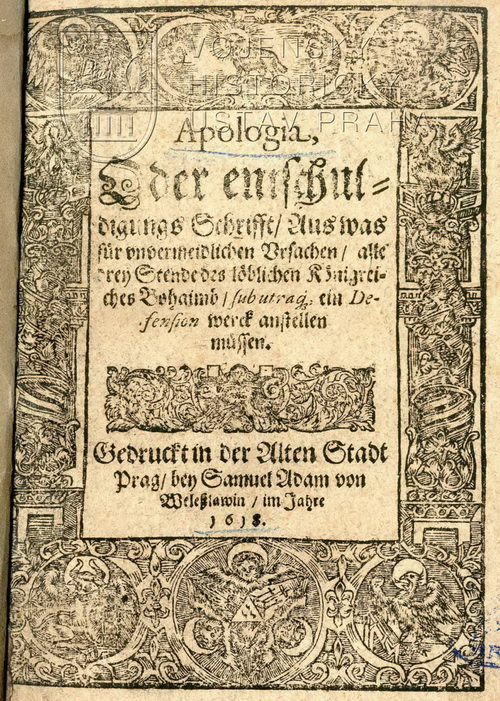 VOJENSKÝ
HISTORICKÝ
ÚSTAV PRAHA
Apologia,
Oder entschul-
digungs Schrifft/ Aus was
für vnvermeidlichen Vrsachen/ alle
drey Stende des löblichen Königrei-
ches Bohaimb/ sub utraq; ein De-
fension werck anstellen
müssen.
Gedruckt in der Alten Stadt
Prag/ bey Samuel Adam von
Weleßlawin/ im Jahre
1618.